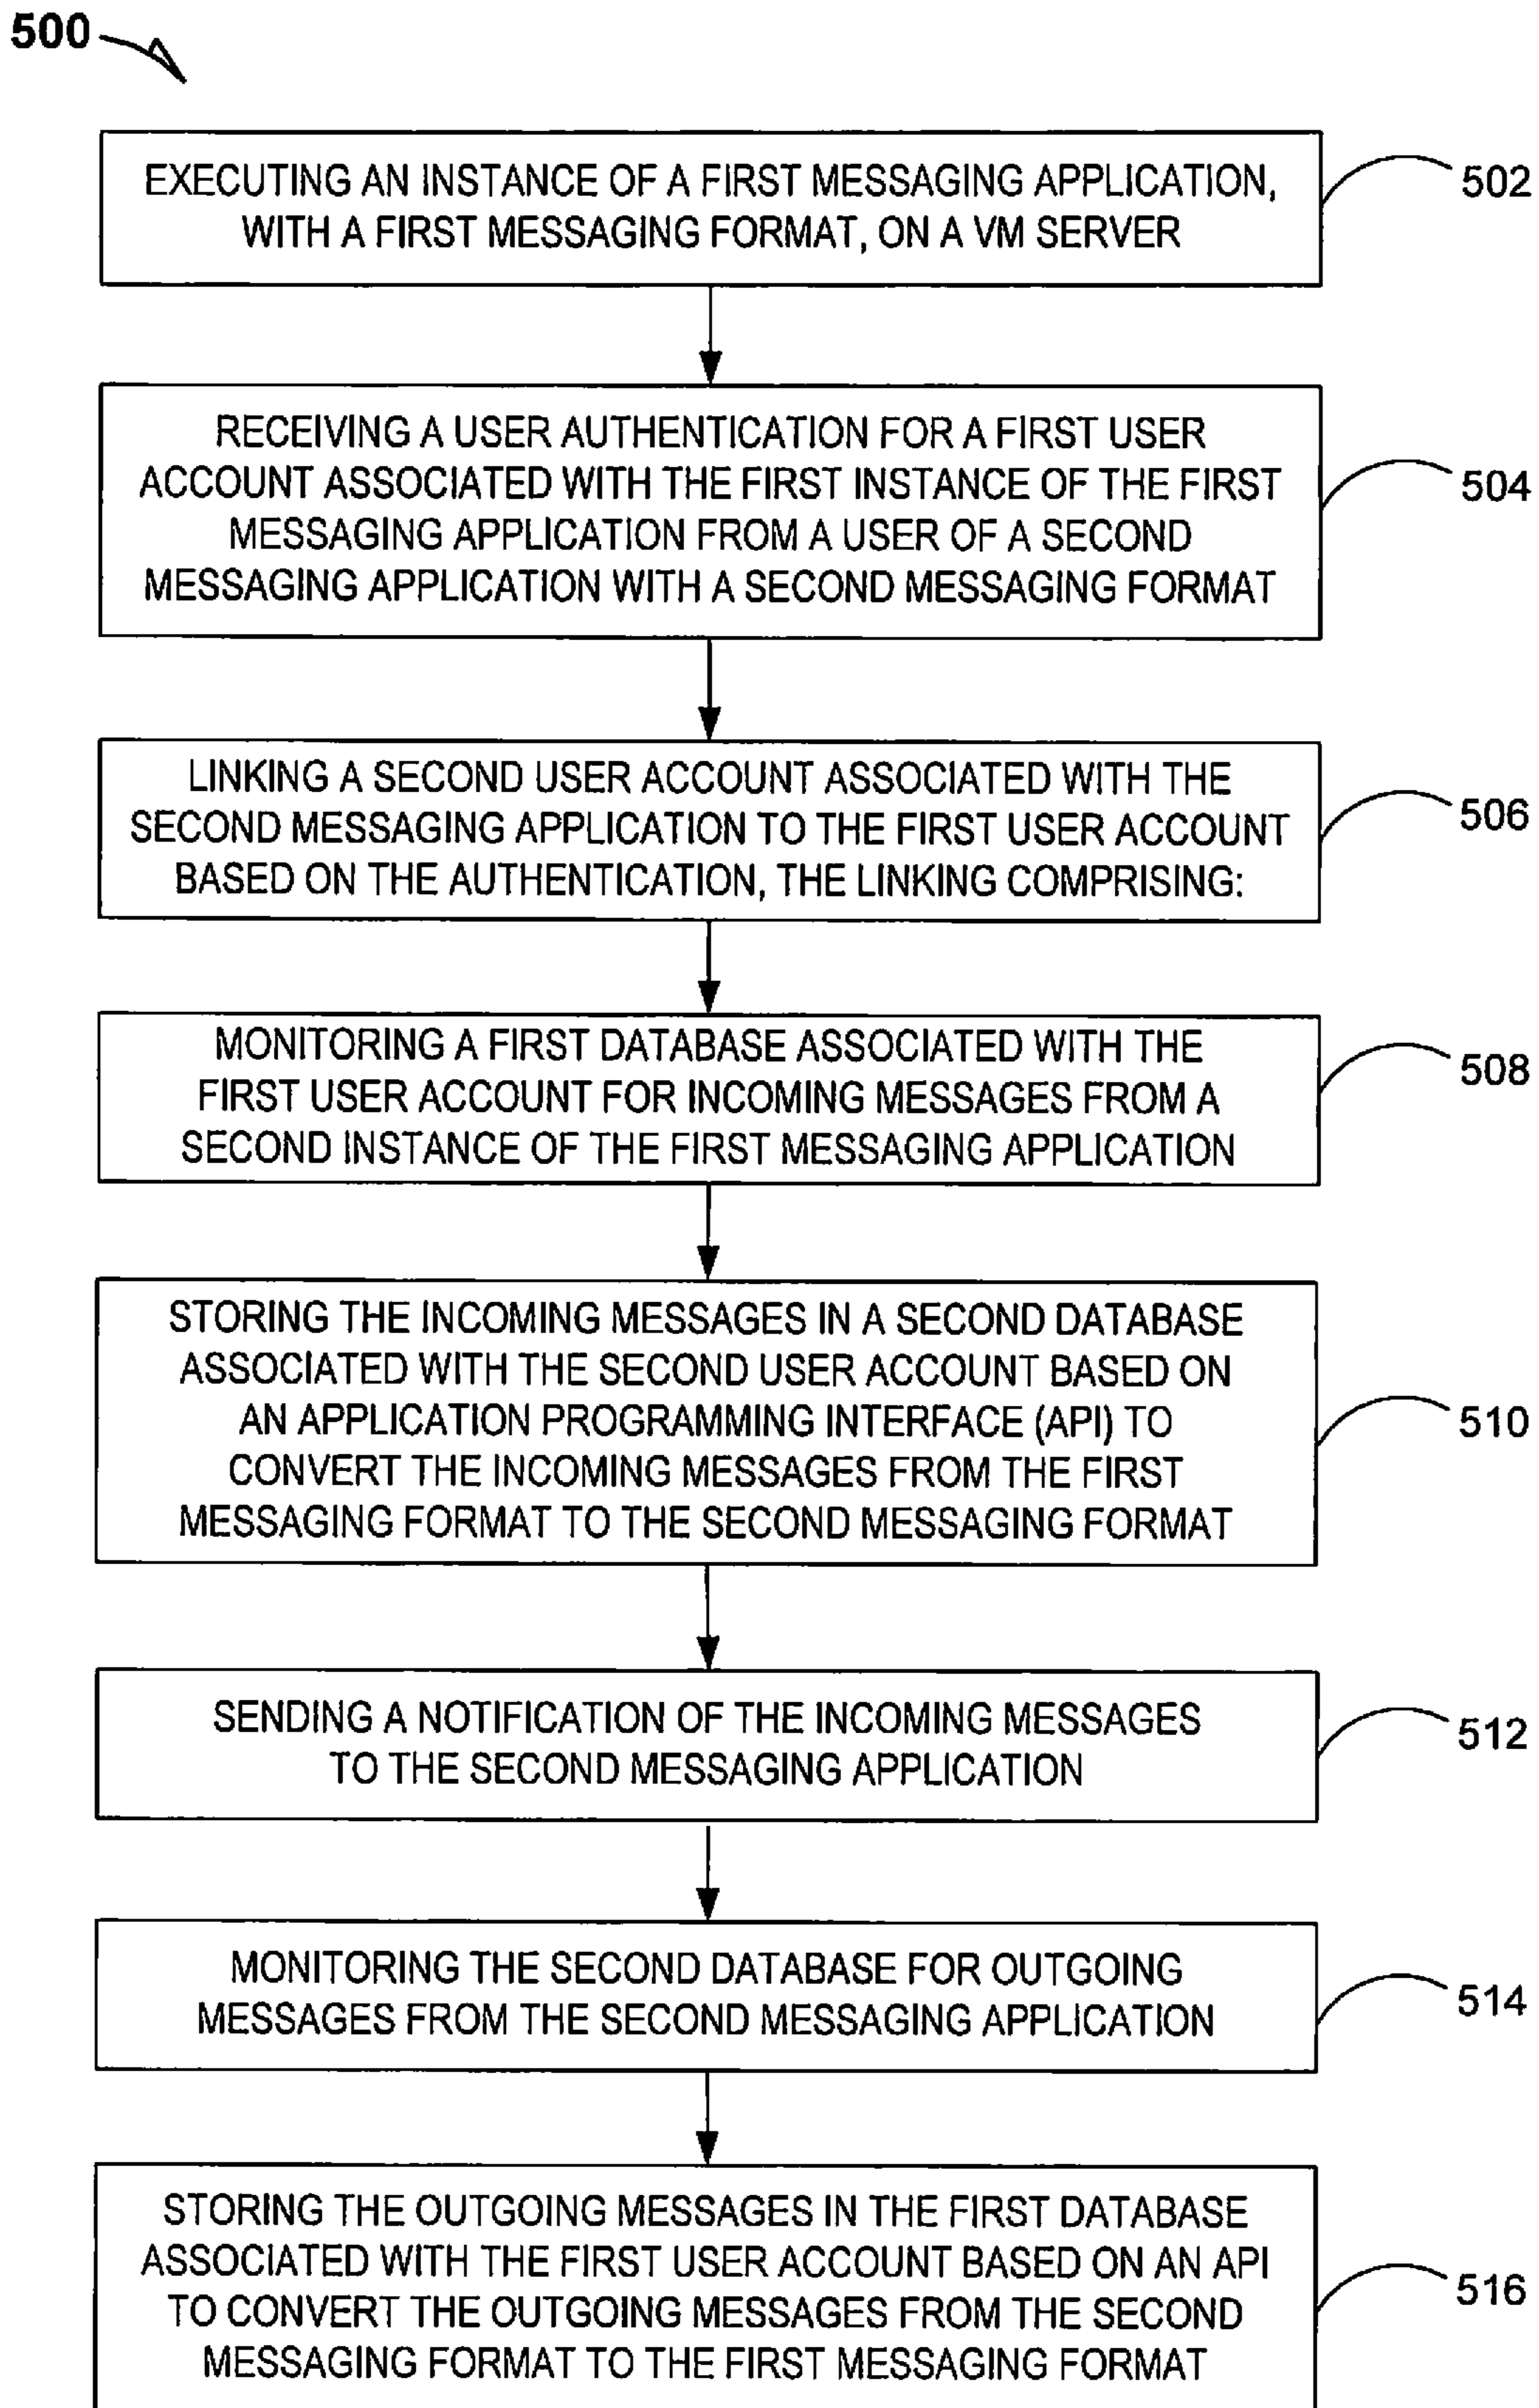 500
EXECUTING AN INSTANCE OF A FIRST MESSAGING APPLICATION,
WITH A FIRST MESSAGING FORMAT, ON A VM SERVER
502
RECEIVING A USER AUTHENTICATION FOR A FIRST USER
ACCOUNT ASSOCIATED WITH THE FIRST INSTANCE OF THE FIRST
MESSAGING APPLICATION FROM A USER OF A SECOND
MESSAGING APPLICATION WITH A SECOND MESSAGING FORMAT
504
LINKING A SECOND USER ACCOUNT ASSOCIATED WITH THE
SECOND MESSAGING APPLICATION TO THE FIRST USER ACCOUNT
BASED ON THE AUTHENTICATION, THE LINKING COMPRISING:
506
MONITORING A FIRST DATABASE ASSOCIATED WITH THE
FIRST USER ACCOUNT FOR INCOMING MESSAGES FROM A
SECOND INSTANCE OF THE FIRST MESSAGING APPLICATION
508
STORING THE INCOMING MESSAGES IN A SECOND DATABASE
ASSOCIATED WITH THE SECOND USER ACCOUNT BASED ON
AN APPLICATION PROGRAMMING INTERFACE (API) TO
CONVERT THE INCOMING MESSAGES FROM THE FIRST
MESSAGING FORMAT TO THE SECOND MESSAGING FORMAT
510
SENDING A NOTIFICATION OF THE INCOMING MESSAGES
TO THE SECOND MESSAGING APPLICATION
512
MONITORING THE SECOND DATABASE FOR OUTGOING
MESSAGES FROM THE SECOND MESSAGING APPLICATION
514
STORING THE OUTGOING MESSAGES IN THE FIRST DATABASE
ASSOCIATED WITH THE FIRST USER ACCOUNT BASED ON AN API
TO CONVERT THE OUTGOING MESSAGES FROM THE SECOND
MESSAGING FORMAT TO THE FIRST MESSAGING FORMAT
516